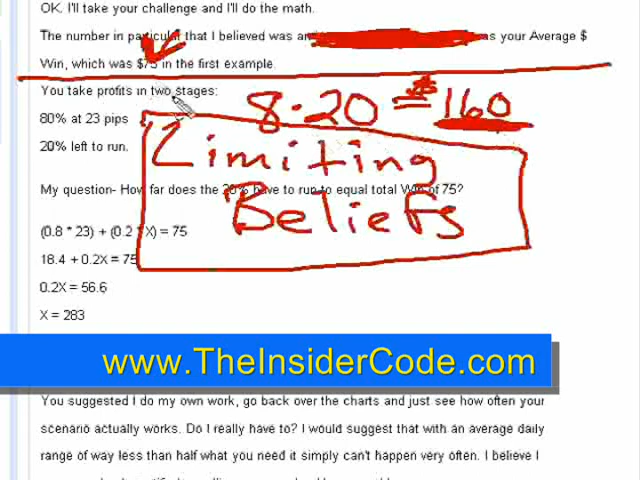 OK. I'll take your challenge and I'll do the math.
The number in particular that I believed was an as your Average $
Win, which was $75 in the first example.
You take profits in two stages:
8 · 20 = $160
80% at 23 pips
Limiting
20% left to run.
My question- How far does the 20% have to run to equal total Win of 75?
Beliefs
(0.8 * 23) + (0.2 * X) = 75
18.4 + 0.2X = 75
0.2X = 56.6
X = 283
www.TheInsiderCode.com
You suggested I do my own work, go back over the charts and just see how often your
scenario actually works. Do I really have to? I would suggest that with an average daily
range of way less than half what you need it simply can't happen very often. I believe I